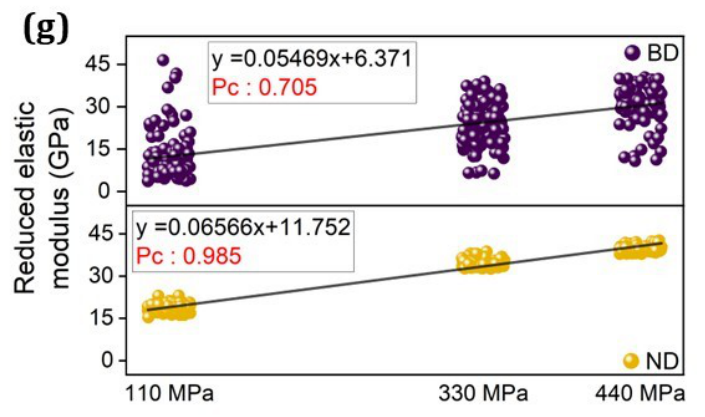 (g)
Reduced elastic
modulus (GPa)
45
30
15
0
y =0.05469x+6.371
Pc : 0.705
BD
45
30
15
0
y =0.06566x+11.752
Pc : 0.985
ND
110 MPa
330 MPa
440 MPa